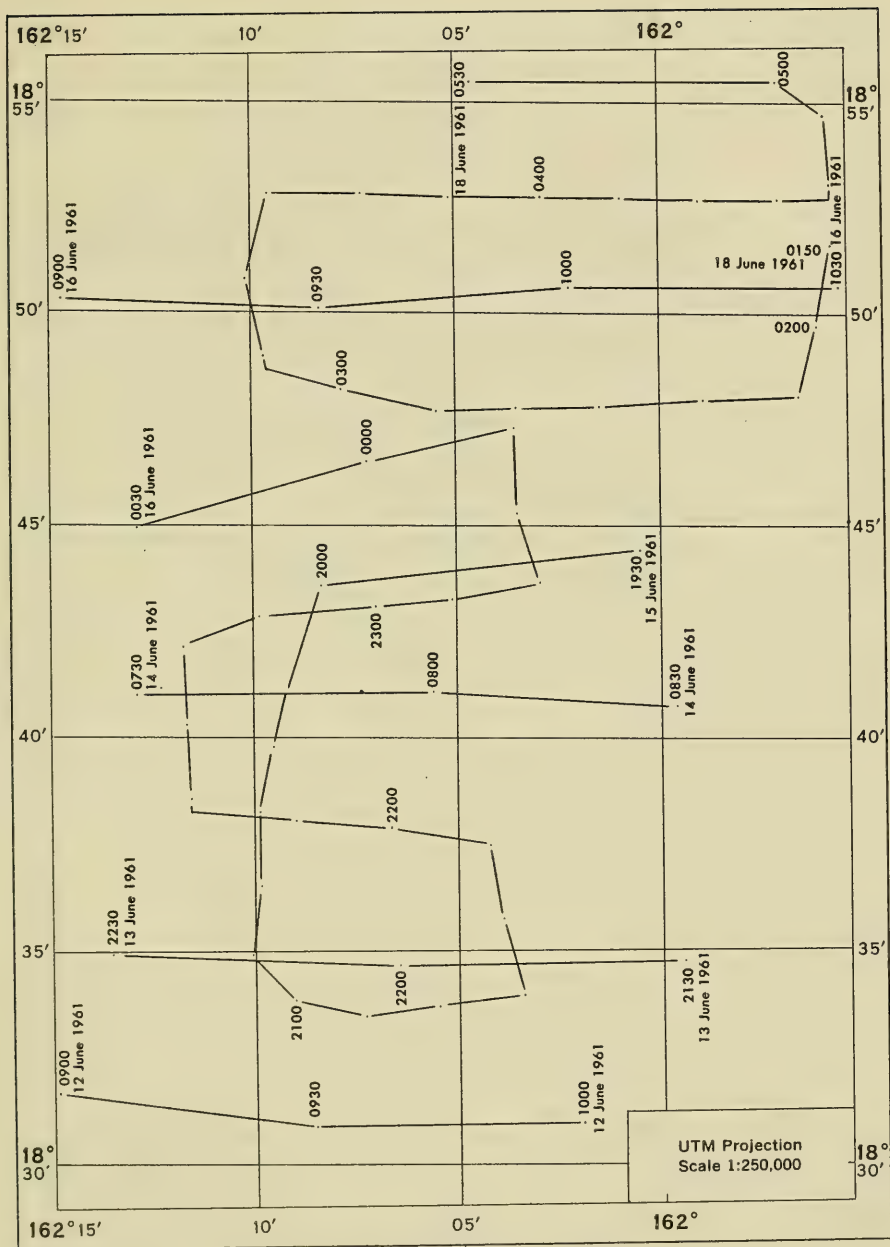 162° 15′ 10′ 05′ 162°
18° 55′
18° 55′
0530
18 June 1961
0500
0400
0900
16 June 1961
0930
1000
0150
18 June 1961
1030 16 June 1961
50′
50′
0200
0300
0000
0030
16 June 1961
45′
45′
2000
1930
15 June 1961
2300
0730
14 June 1961
0800
0830
14 June 1961
40′
40′
2200
2230
13 June 1961
35′
35′
2200
2130
13 June 1961
2100
0900
12 June 1961
0930
1000
12 June 1961
UTM Projection
Scale 1:250,000
18° 30′
18° 30′
162° 15′ 10′ 05′ 162°